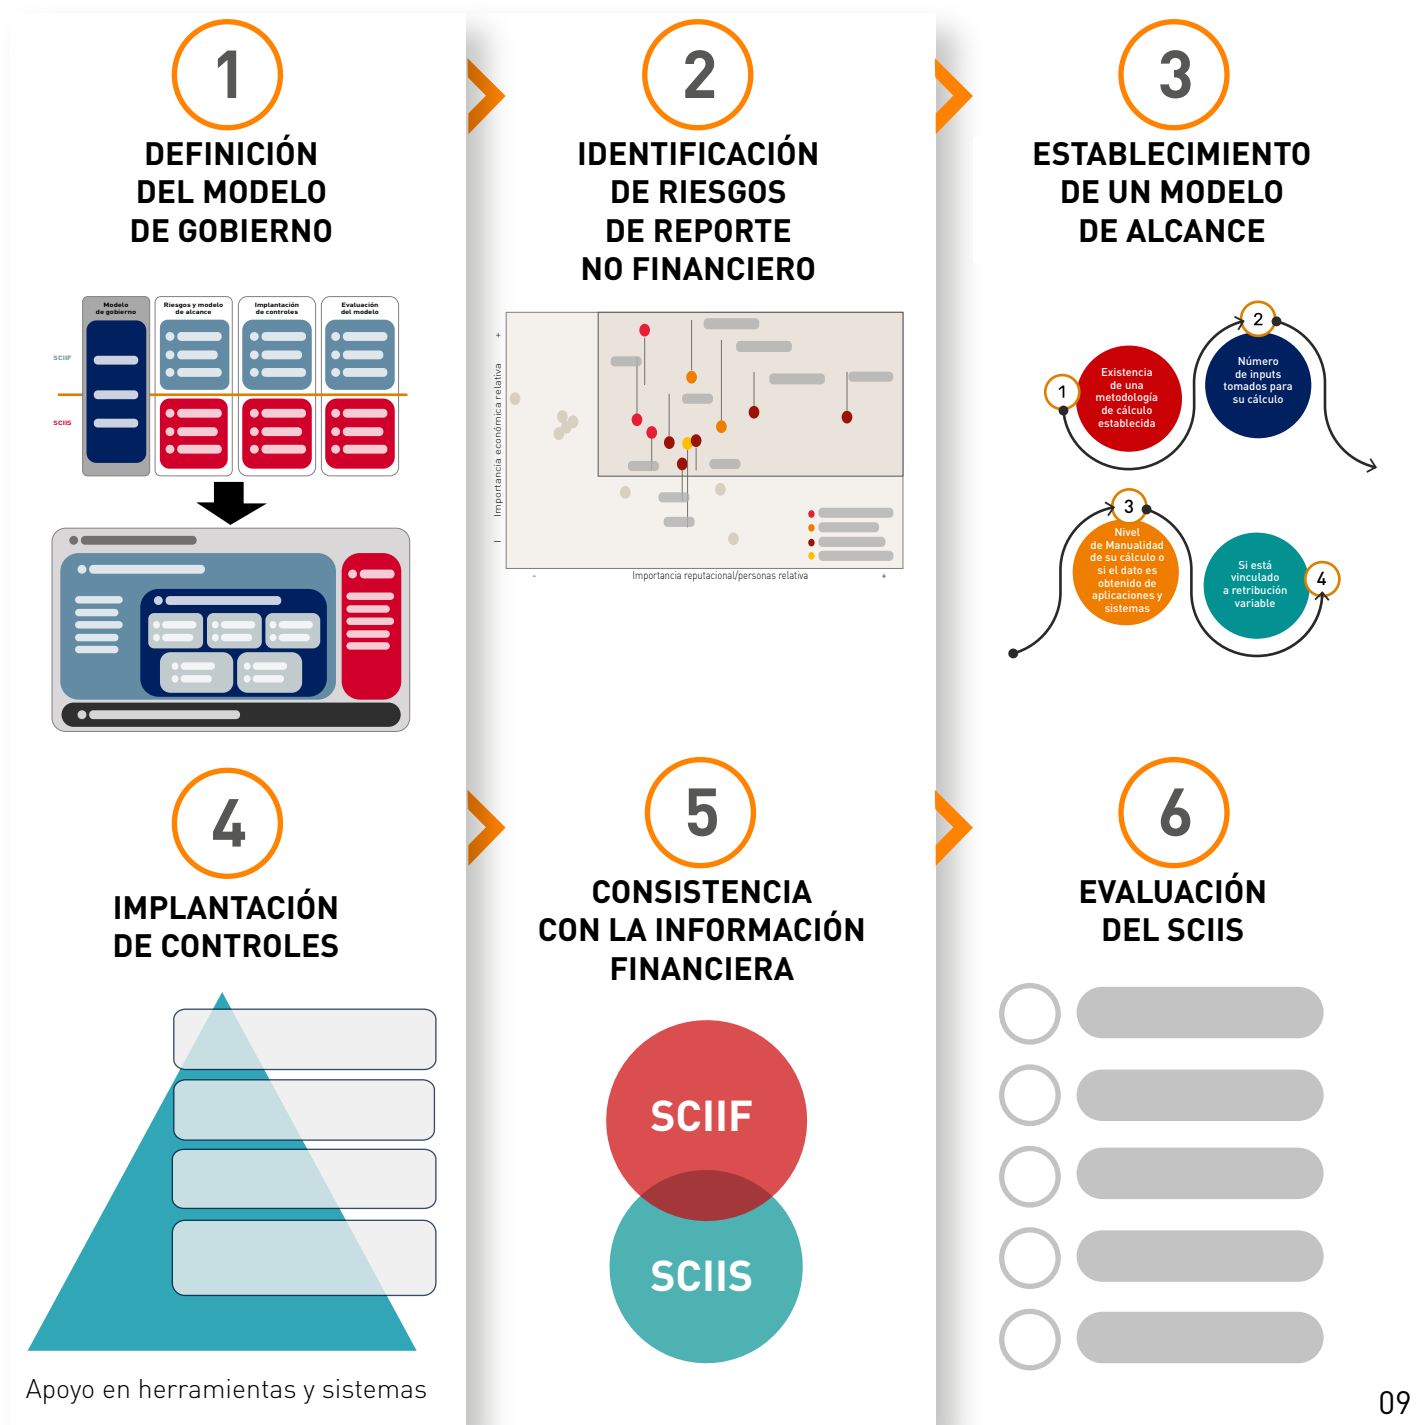 1
DEFINICIÓN
DEL MODELO
DE GOBIERNO
Modelo
de gobierno
Riesgos y modelo
de alcance
Implantación
de controles
Evaluación
del modelo
SCIIF
SCIIS
2
IDENTIFICACIÓN
DE RIESGOS
DE REPORTE
NO FINANCIERO
+
Importancia económica relativa
–
-
Importancia reputacional/personas relativa
+
3
ESTABLECIMIENTO
DE UN MODELO
DE ALCANCE
1
Existencia
de una
metodología
de cálculo
establecida
2
Número
de inputs
tomados para
su cálculo
3
Nivel
de Manualidad
de su cálculo o
si el dato es
obtenido de
aplicaciones y
sistemas
Si está
vinculado
a retribución
variable
4
4
IMPLANTACIÓN
DE CONTROLES
Apoyo en herramientas y sistemas
5
CONSISTENCIA
CON LA INFORMACIÓN
FINANCIERA
SCIIF
SCIIS
6
EVALUACIÓN
DEL SCIIS
09